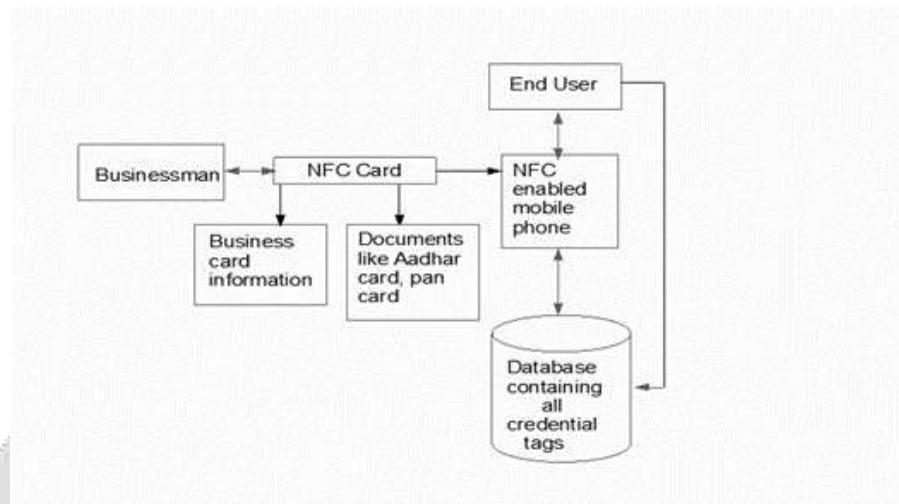 End User
Businessman
NFC Card
NFC
enabled
mobile
phone
Business
card
information
Documents
like Aadhar
card, pan
card
Database
containing
all
credential
tags